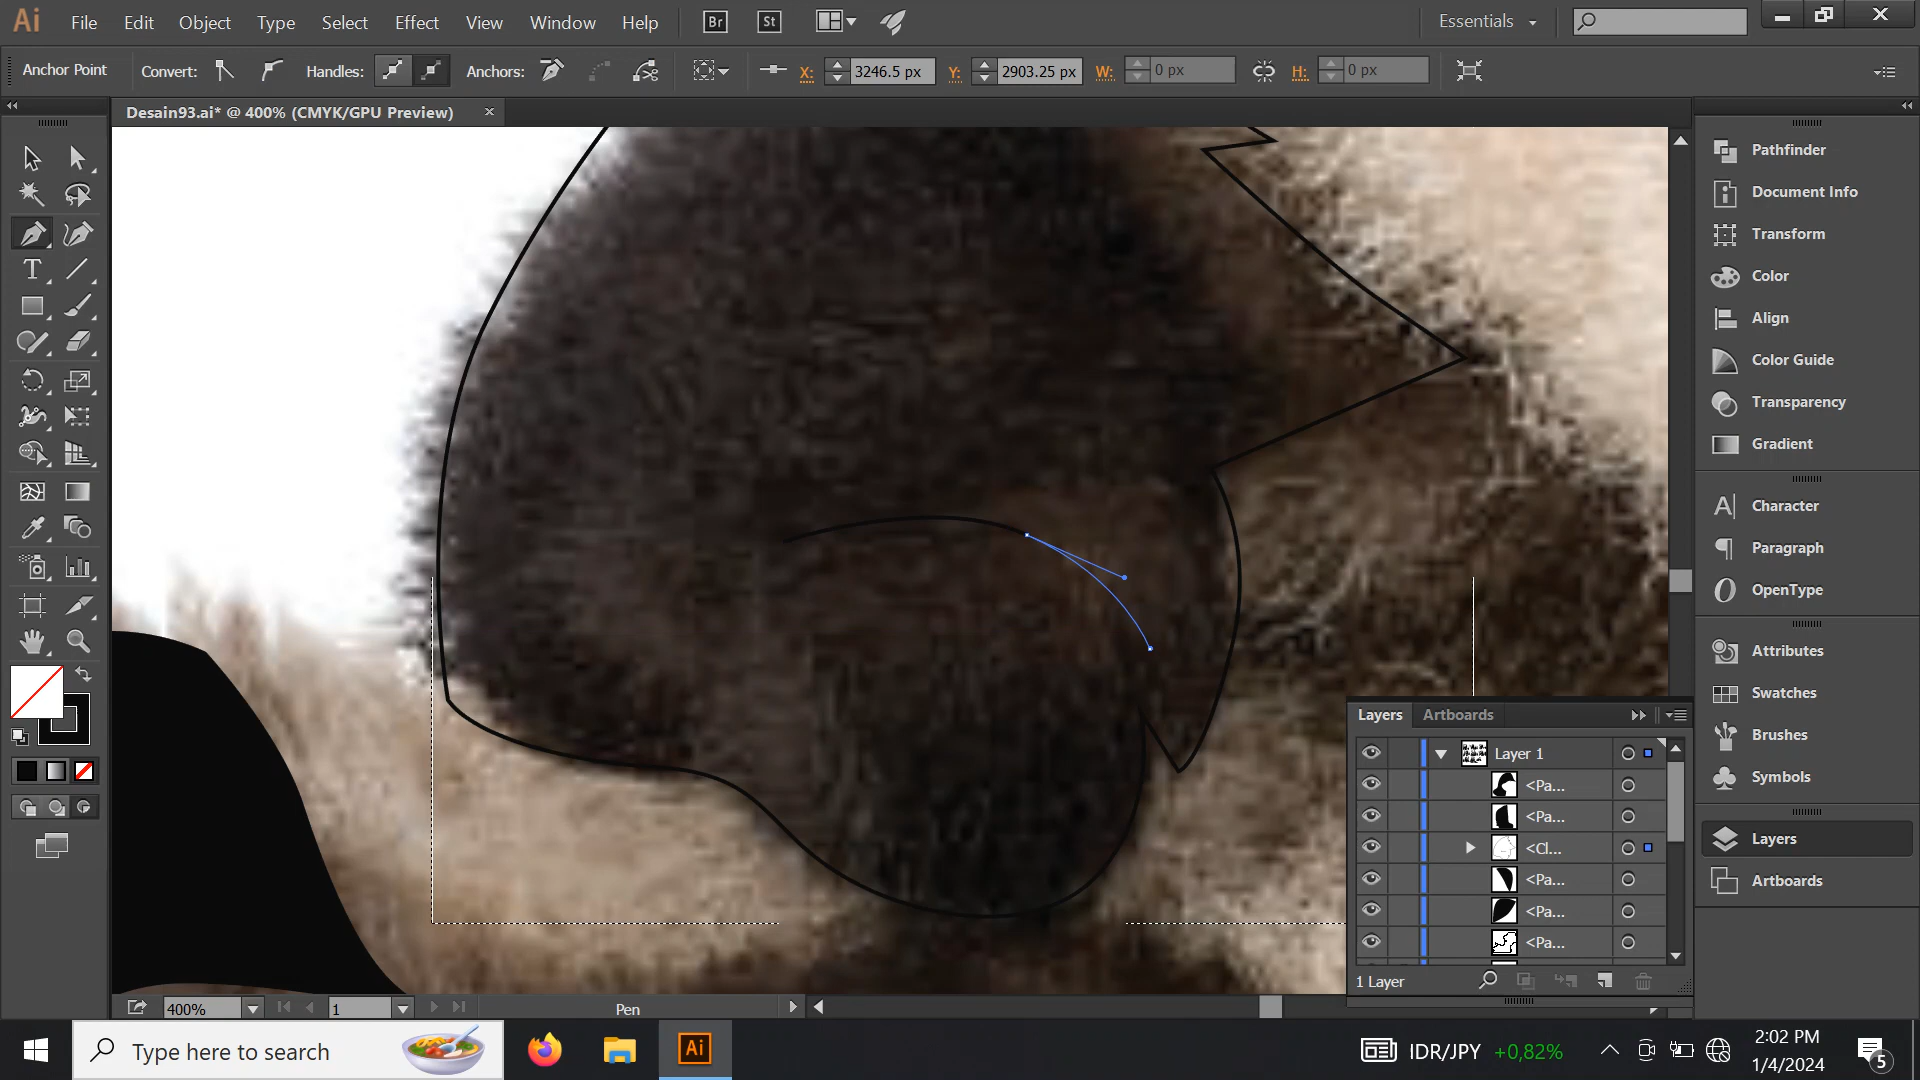 Ai File Edit Object Type Select Effect View Window Help Br St Essentials
Anchor Point Convert: Handles: Anchors: X: 3246.5 px Y: 2903.25 px W: 0 px H: 0 px
Desain93.ai* @ 400% (CMYK/GPU Preview)
Pathfinder
Document Info
Transform
Color
Align
Color Guide
Transparency
Gradient
Character
Paragraph
OpenType
Attributes
Swatches
Brushes
Symbols
Layers
Artboards
Layers Artboards
Layer 1
<Pa...
<Pa...
<Cl...
<Pa...
<Pa...
<Pa...
1 Layer
400% 1 Pen
Type here to search
Ai
IDR/JPY +0,82%
2:02 PM
1/4/2024
5